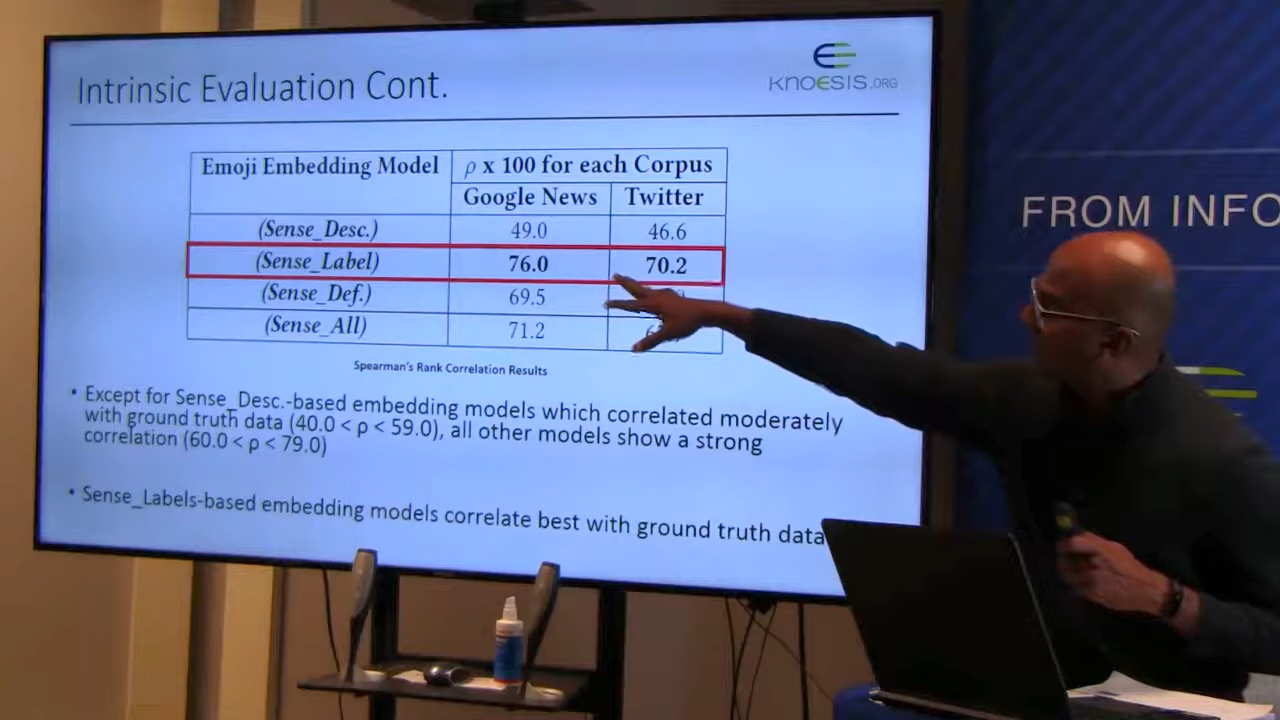 Intrinsic Evaluation Cont.
KNOESIS.ORG
Emoji Embedding Model
ρ x 100 for each Corpus
Google News Twitter
(Sense_Desc.) 49.0 46.6
(Sense_Label) 76.0 70.2
(Sense_Def.) 69.5
(Sense_All) 71.2
Spearman's Rank Correlation Results
• Except for Sense_Desc.-based embedding models which correlated moderately
with ground truth data (40.0 < ρ < 59.0), all other models show a strong
correlation (60.0 < ρ < 79.0)
• Sense_Labels-based embedding models correlate best with ground truth data
FROM INFO